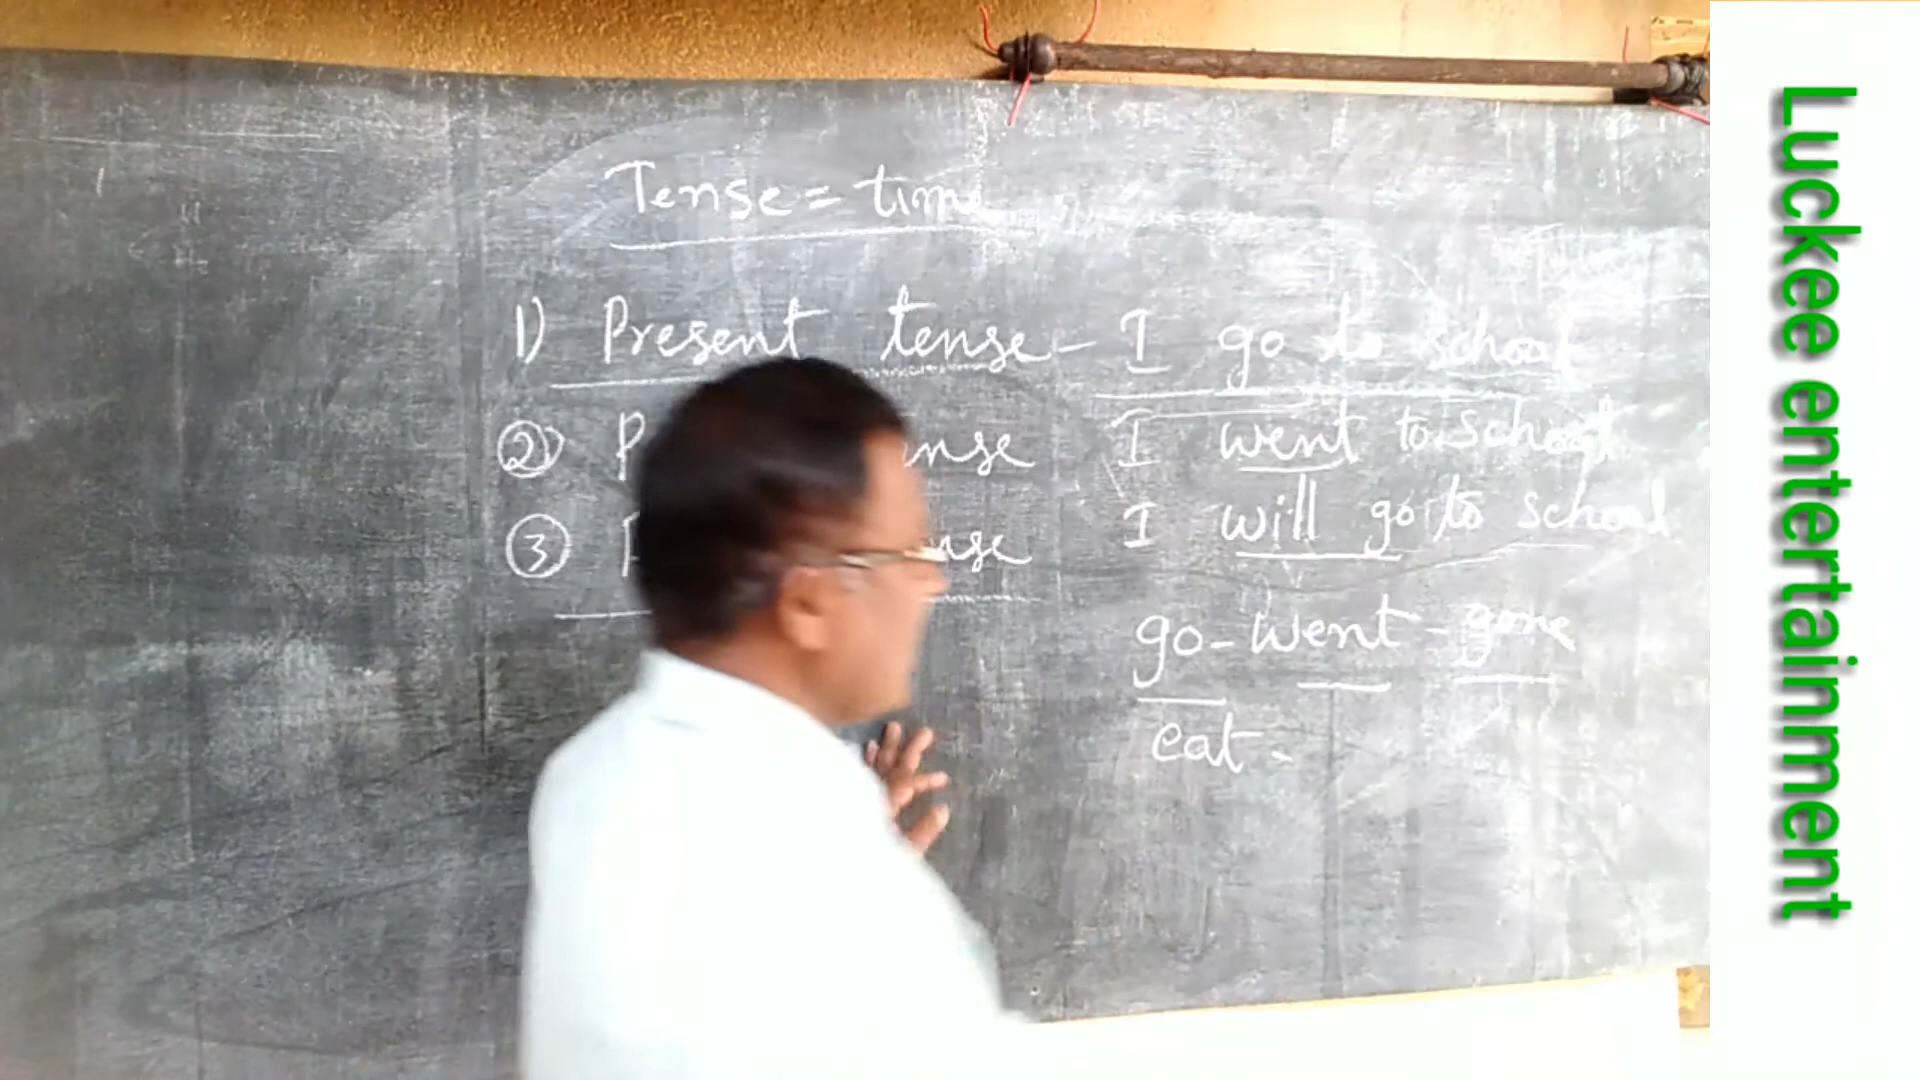 Tense = time
1) Present tense - I go to school
2) nse I went to school
3 nse I will go to school
go - went - gone
eat -
Luckee entertainment